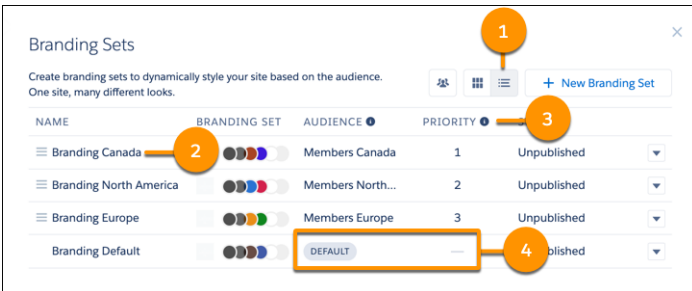 1
Branding Sets
Create branding sets to dynamically style your site based on the audience.
One site, many different looks.
+ New Branding Set
NAME BRANDING SET AUDIENCE PRIORITY 3
Branding Canada 2 Members Canada 1 Unpublished
Branding North America Members North... 2 Unpublished
Branding Europe Members Europe 3 Unpublished
Branding Default DEFAULT — 4 blished